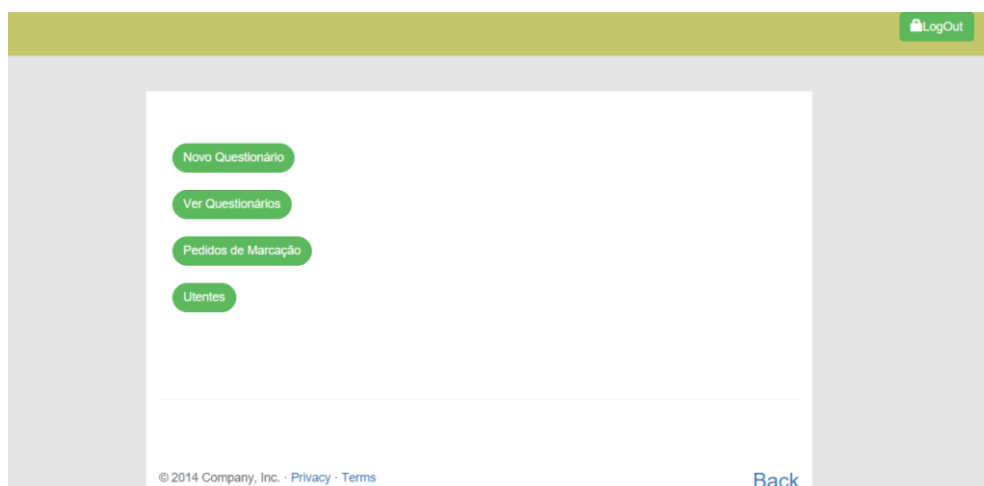 LogOut
Novo Questionário
Ver Questionários
Pedidos de Marcação
Utentes
© 2014 Company, Inc. · Privacy · Terms
Back